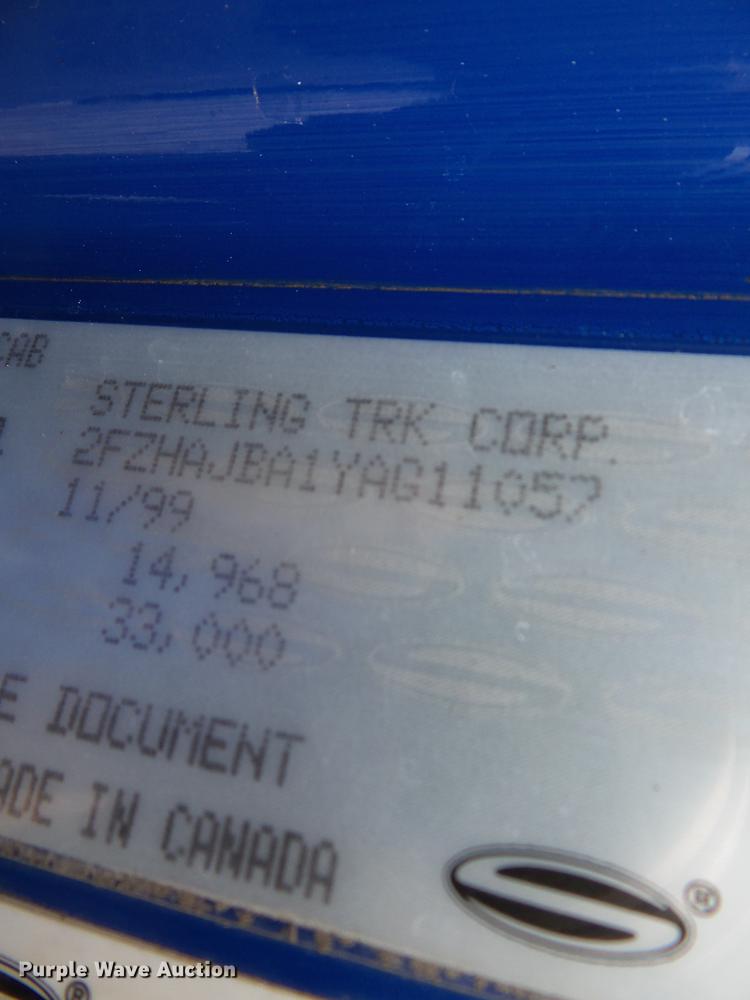 CAB
STERLING TRK CORP.
2FZHAJBA1YAG11057
11/99
14,968
33,000
E DOCUMENT
ADE IN CANADA
®
®
Purple Wave Auction